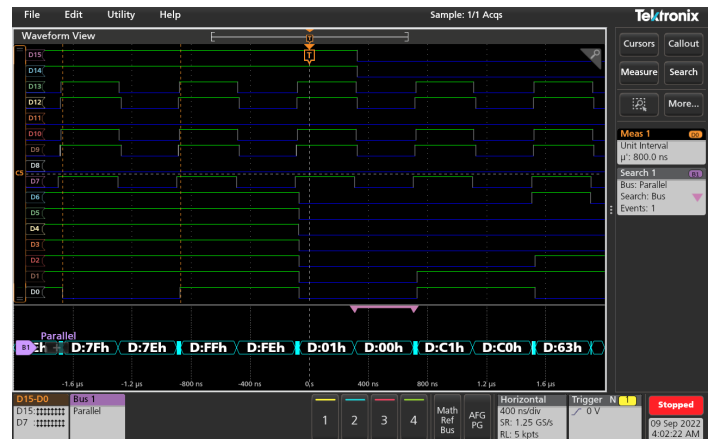 File Edit Utility Help Sample: 1/1 Acqs Tektronix
Waveform View
T
T
Cursors Callout
Measure Search
More...
Meas 1 D0
Unit Interval
µ': 800.0 ns
Search 1 B1
Bus: Parallel
Search: Bus
Events: 1
D15
D14
D13
D12
D11
D10
D9
D8
C5
D7
D6
D5
D4
D3
D2
D1
D0
Parallel
B1 Eh D:7Fh D:7Eh D:FFh D:FEh D:01h D:00h D:C1h D:C0h D:63h
-1.6 µs -1.2 µs -800 ns -400 ns 0 s 400 ns 800 ns 1.2 µs 1.6 µs
D15-D0
D15:
D7 :
Bus 1
Parallel
1 2 3 4
Math
Ref
Bus
AFG
PG
Horizontal
400 ns/div
SR: 1.25 GS/s
RL: 5 kpts
Trigger N 1
0 V
Stopped
09 Sep 2022
4:02:22 AM